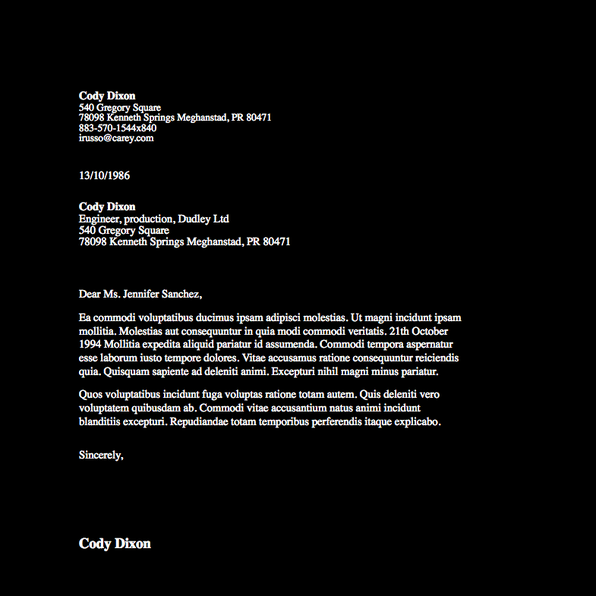 Cody Dixon
540 Gregory Square
78098 Kenneth Springs Meghanstad, PR 80471
883-570-1544x840
irusso@carey.com
13/10/1986
Cody Dixon
Engineer, production, Dudley Ltd
540 Gregory Square
78098 Kenneth Springs Meghanstad, PR 80471
Dear Ms. Jennifer Sanchez,
Ea commodi voluptatibus ducimus ipsam adipisci molestias. Ut magni incidunt ipsam
mollitia. Molestias aut consequuntur in quia modi commodi veritatis. 21th October
1994 Mollitia expedita aliquid pariatur id assumenda. Commodi tempora aspernatur
esse laborum iusto tempore dolores. Vitae accusamus ratione consequuntur reiciendis
quia. Quisquam sapiente ad deleniti animi. Excepturi nihil magni minus pariatur.
Quos voluptatibus incidunt fuga voluptas ratione totam autem. Quis deleniti vero
voluptatem quibusdam ab. Commodi vitae accusantium natus animi incidunt
blanditiis excepturi. Repudiandae totam temporibus perferendis itaque explicabo.
Sincerely,
Cody Dixon